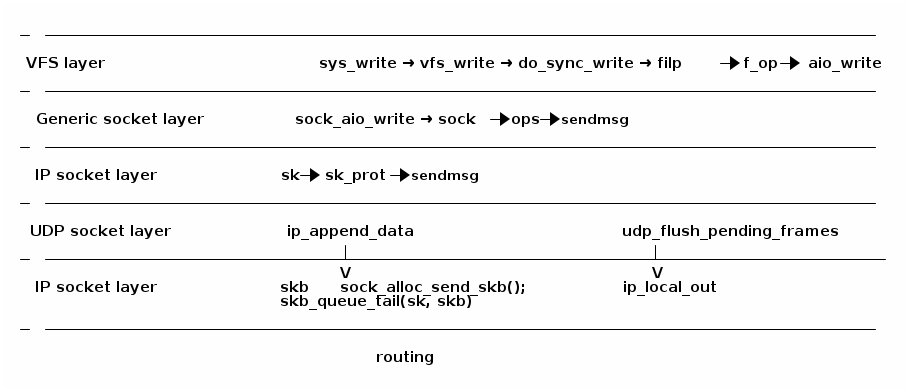 VFS layer sys_write → vfs_write → do_sync_write → filp → f_op → aio_write
Generic socket layer sock_aio_write → sock → ops → sendmsg
IP socket layer sk → sk_prot → sendmsg
UDP socket layer ip_append_data udp_flush_pending_frames
V V
IP socket layer skb sock_alloc_send_skb(); ip_local_out
skb_queue_tail(sk, skb)
routing